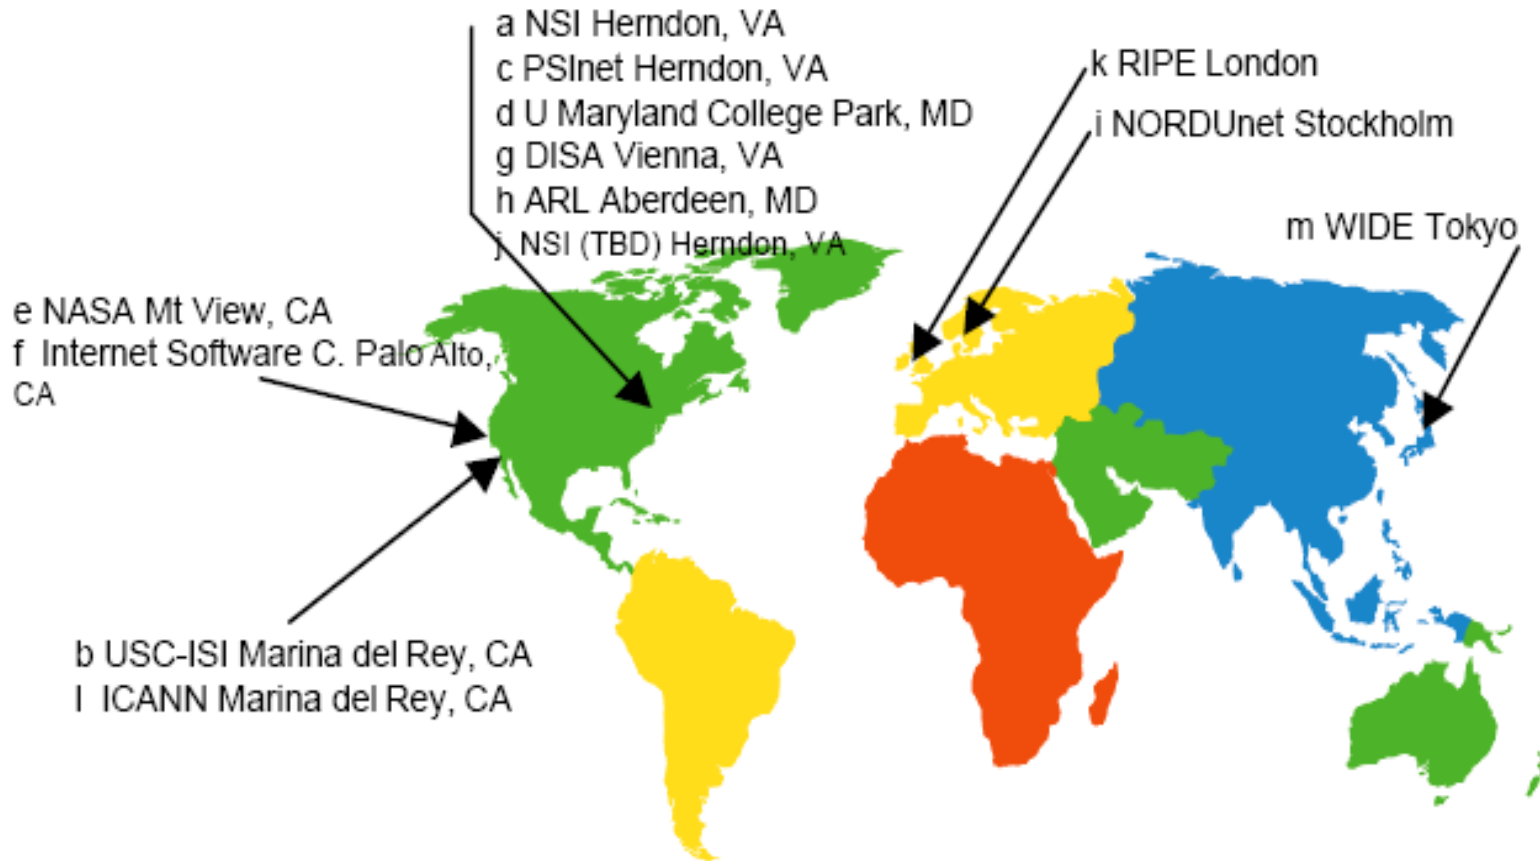 a NSI Herndon, VA
c PSInet Herndon, VA
d U Maryland College Park, MD
g DISA Vienna, VA
h ARL Aberdeen, MD
j NSI (TBD) Herndon, VA
k RIPE London
i NORDUnet Stockholm
m WIDE Tokyo
e NASA Mt View, CA
f Internet Software C. Palo Alto,
CA
b USC-ISI Marina del Rey, CA
l ICANN Marina del Rey, CA